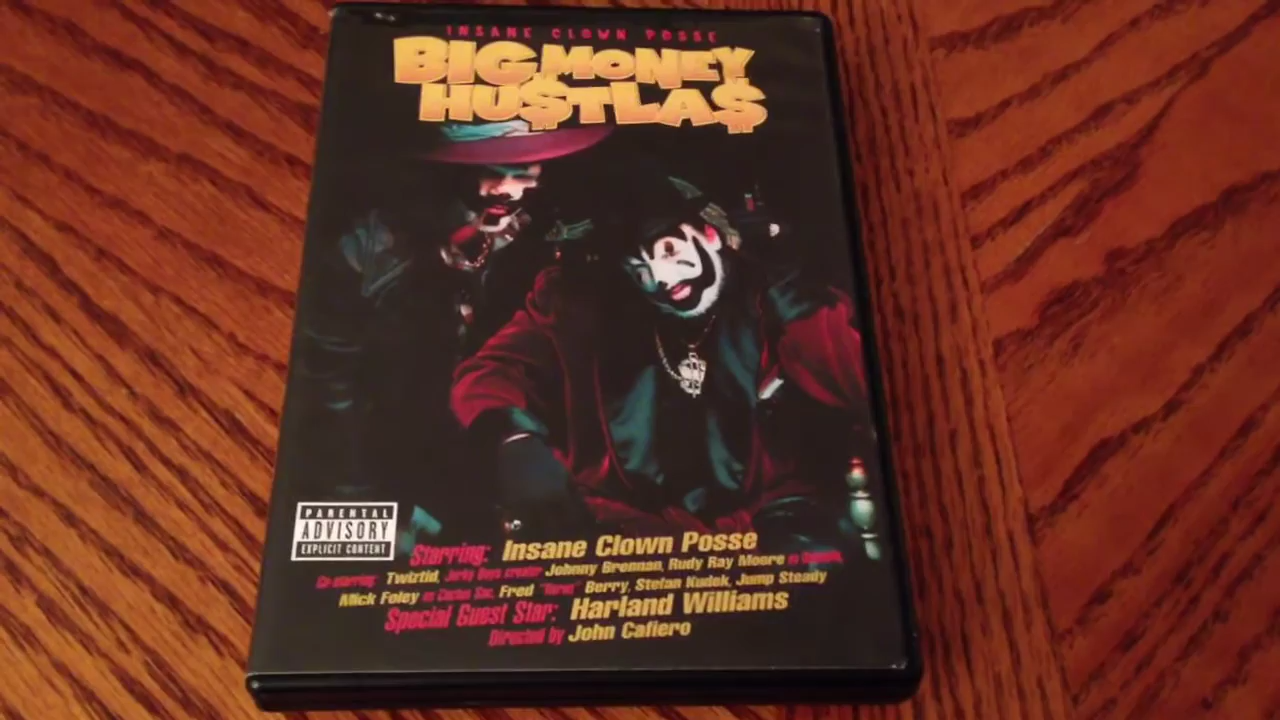 INSANE CLOWN POSSE
BIG MONEY
HU$TLA$
PARENTAL
ADVISORY
EXPLICIT CONTENT
Starring: Insane Clown Posse
Co-starring: Twiztid, Jerky Boys creator Johnny Brennan, Rudy Ray Moore as
Mick Foley as Cactus Sac, Fred "Rerun" Berry, Stefan Kudek, Jump Steady
Special Guest Star: Harland Williams
Directed by John Cafiero